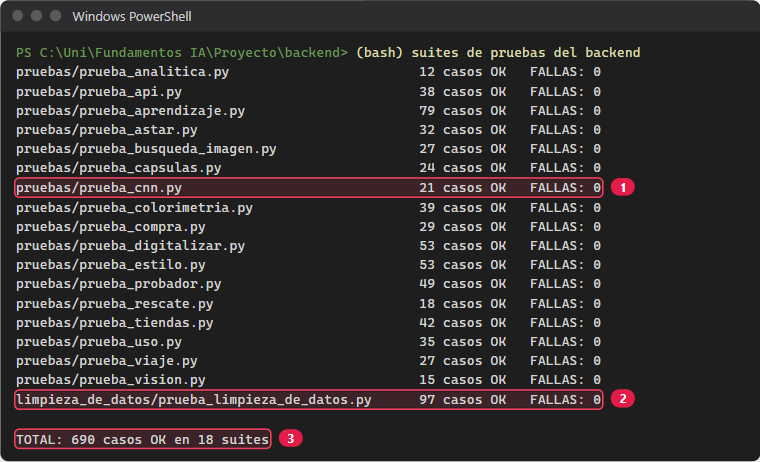 Windows PowerShell
PS C:\Uni\Fundamentos IA\Proyecto\backend> (bash) suites de pruebas del backend
pruebas/prueba_analitica.py 12 casos OK FALLAS: 0
pruebas/prueba_api.py 38 casos OK FALLAS: 0
pruebas/prueba_aprendizaje.py 79 casos OK FALLAS: 0
pruebas/prueba_astar.py 32 casos OK FALLAS: 0
pruebas/prueba_busqueda_imagen.py 27 casos OK FALLAS: 0
pruebas/prueba_capsulas.py 24 casos OK FALLAS: 0
pruebas/prueba_cnn.py 21 casos OK FALLAS: 0 1
pruebas/prueba_colorimetria.py 39 casos OK FALLAS: 0
pruebas/prueba_compra.py 29 casos OK FALLAS: 0
pruebas/prueba_digitalizar.py 53 casos OK FALLAS: 0
pruebas/prueba_estilo.py 53 casos OK FALLAS: 0
pruebas/prueba_probador.py 49 casos OK FALLAS: 0
pruebas/prueba_rescate.py 18 casos OK FALLAS: 0
pruebas/prueba_tiendas.py 42 casos OK FALLAS: 0
pruebas/prueba_uso.py 35 casos OK FALLAS: 0
pruebas/prueba_viaje.py 27 casos OK FALLAS: 0
pruebas/prueba_vision.py 15 casos OK FALLAS: 0
limpieza_de_datos/prueba_limpieza_de_datos.py 97 casos OK FALLAS: 0 2
TOTAL: 690 casos OK en 18 suites 3